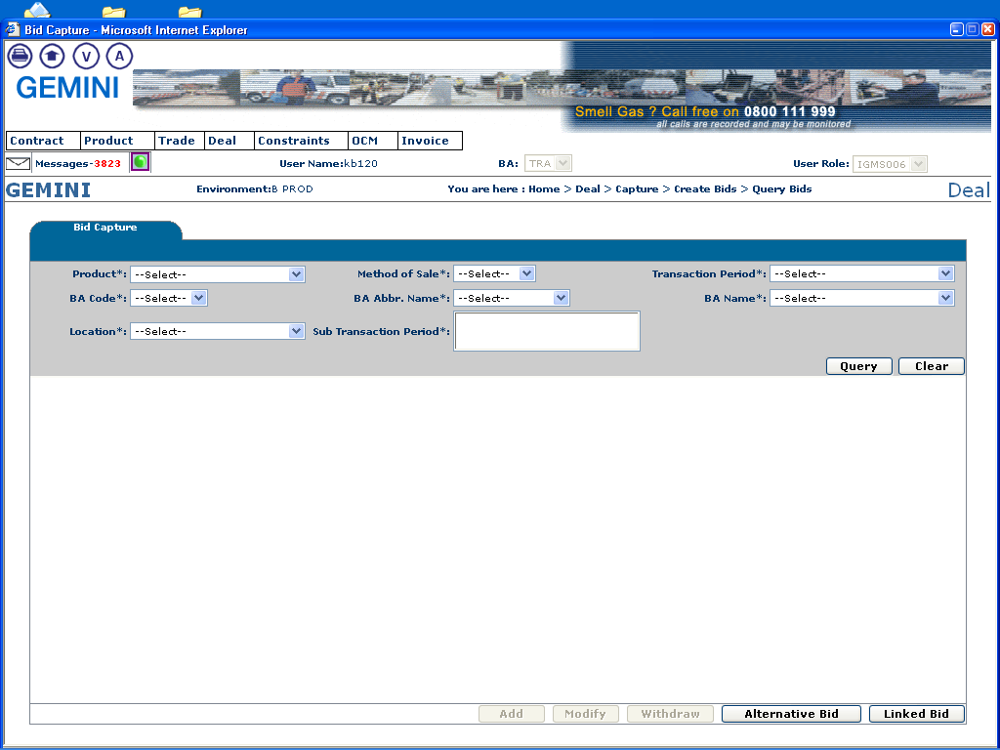 Bid Capture - Microsoft Internet Explorer
V A
GEMINI
Smell Gas ? Call free on 0800 111 999
all calls are recorded and may be monitored
Contract Product Trade Deal Constraints OCM Invoice
Messages-3823 User Name:kb120 BA: TRA User Role: IGMS006
GEMINI Environment:B PROD You are here : Home > Deal > Capture > Create Bids > Query Bids Deal
Bid Capture
Product*: --Select-- Method of Sale*: --Select-- Transaction Period*: --Select--
BA Code*: --Select-- BA Abbr. Name*: --Select-- BA Name*: --Select--
Location*: --Select-- Sub Transaction Period*:
Query Clear
Add Modify Withdraw Alternative Bid Linked Bid